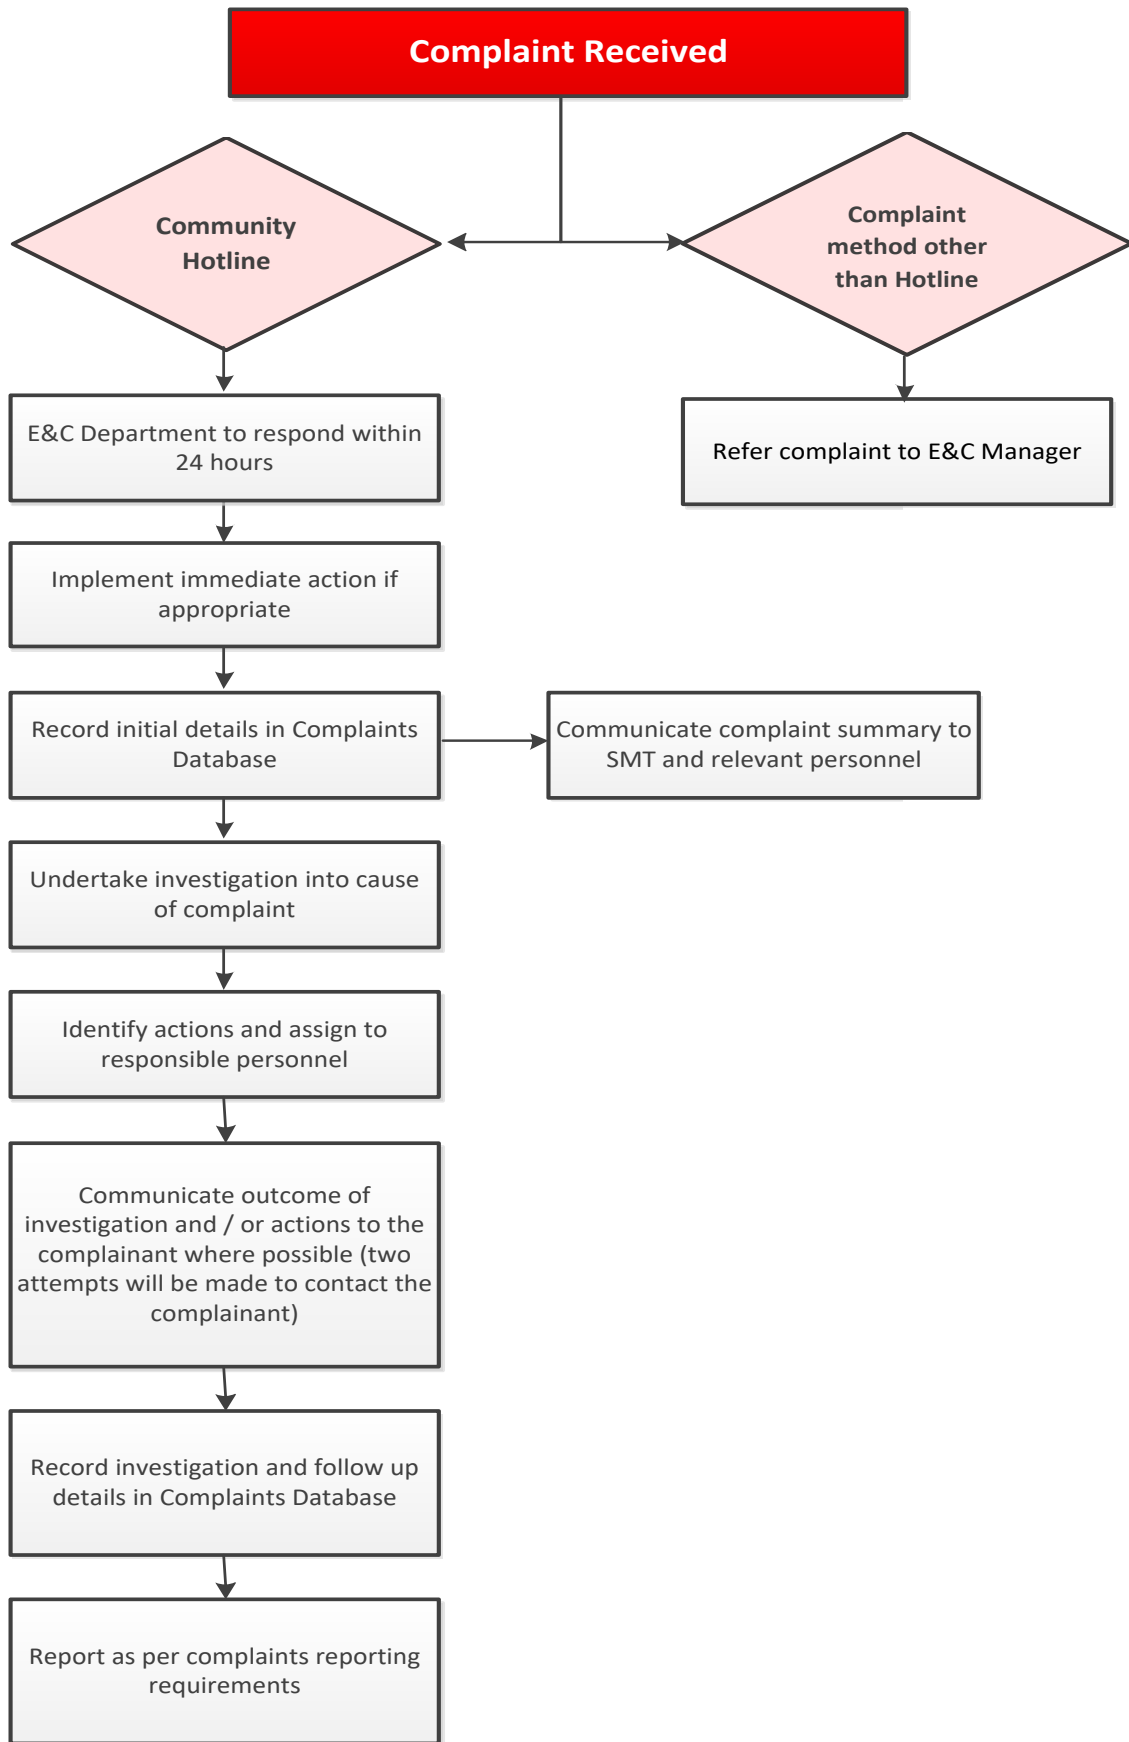 Complaint Received
Community
Hotline
Complaint
method other
than Hotline
E&C Department to respond within
24 hours
Refer complaint to E&C Manager
Implement immediate action if
appropriate
Record initial details in Complaints
Database
Communicate complaint summary to
SMT and relevant personnel
Undertake investigation into cause
of complaint
Identify actions and assign to
responsible personnel
Communicate outcome of
investigation and / or actions to the
complainant where possible (two
attempts will be made to contact the
complainant)
Record investigation and follow up
details in Complaints Database
Report as per complaints reporting
requirements